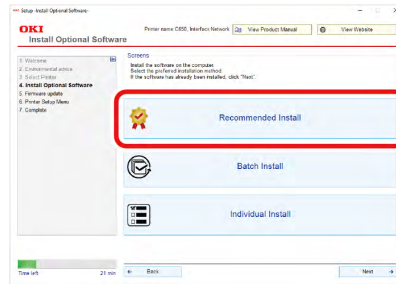 Setup -Install Optional Software-
OKI
Install Optional Software
Printer name C650, Interface Network
View Product Manual
View Website
1. Welcome
2. Environmental advice
3. Select Printer
4. Install Optional Software
5. Firmware update
6. Printer Setup Menu
7. Complete
Screens
Install the software on the computer.
Select the preferred installation method.
If the software has already been installed, click "Next".
Recommended Install
Batch Install
Individual Install
Time left
21 min
Back
Next